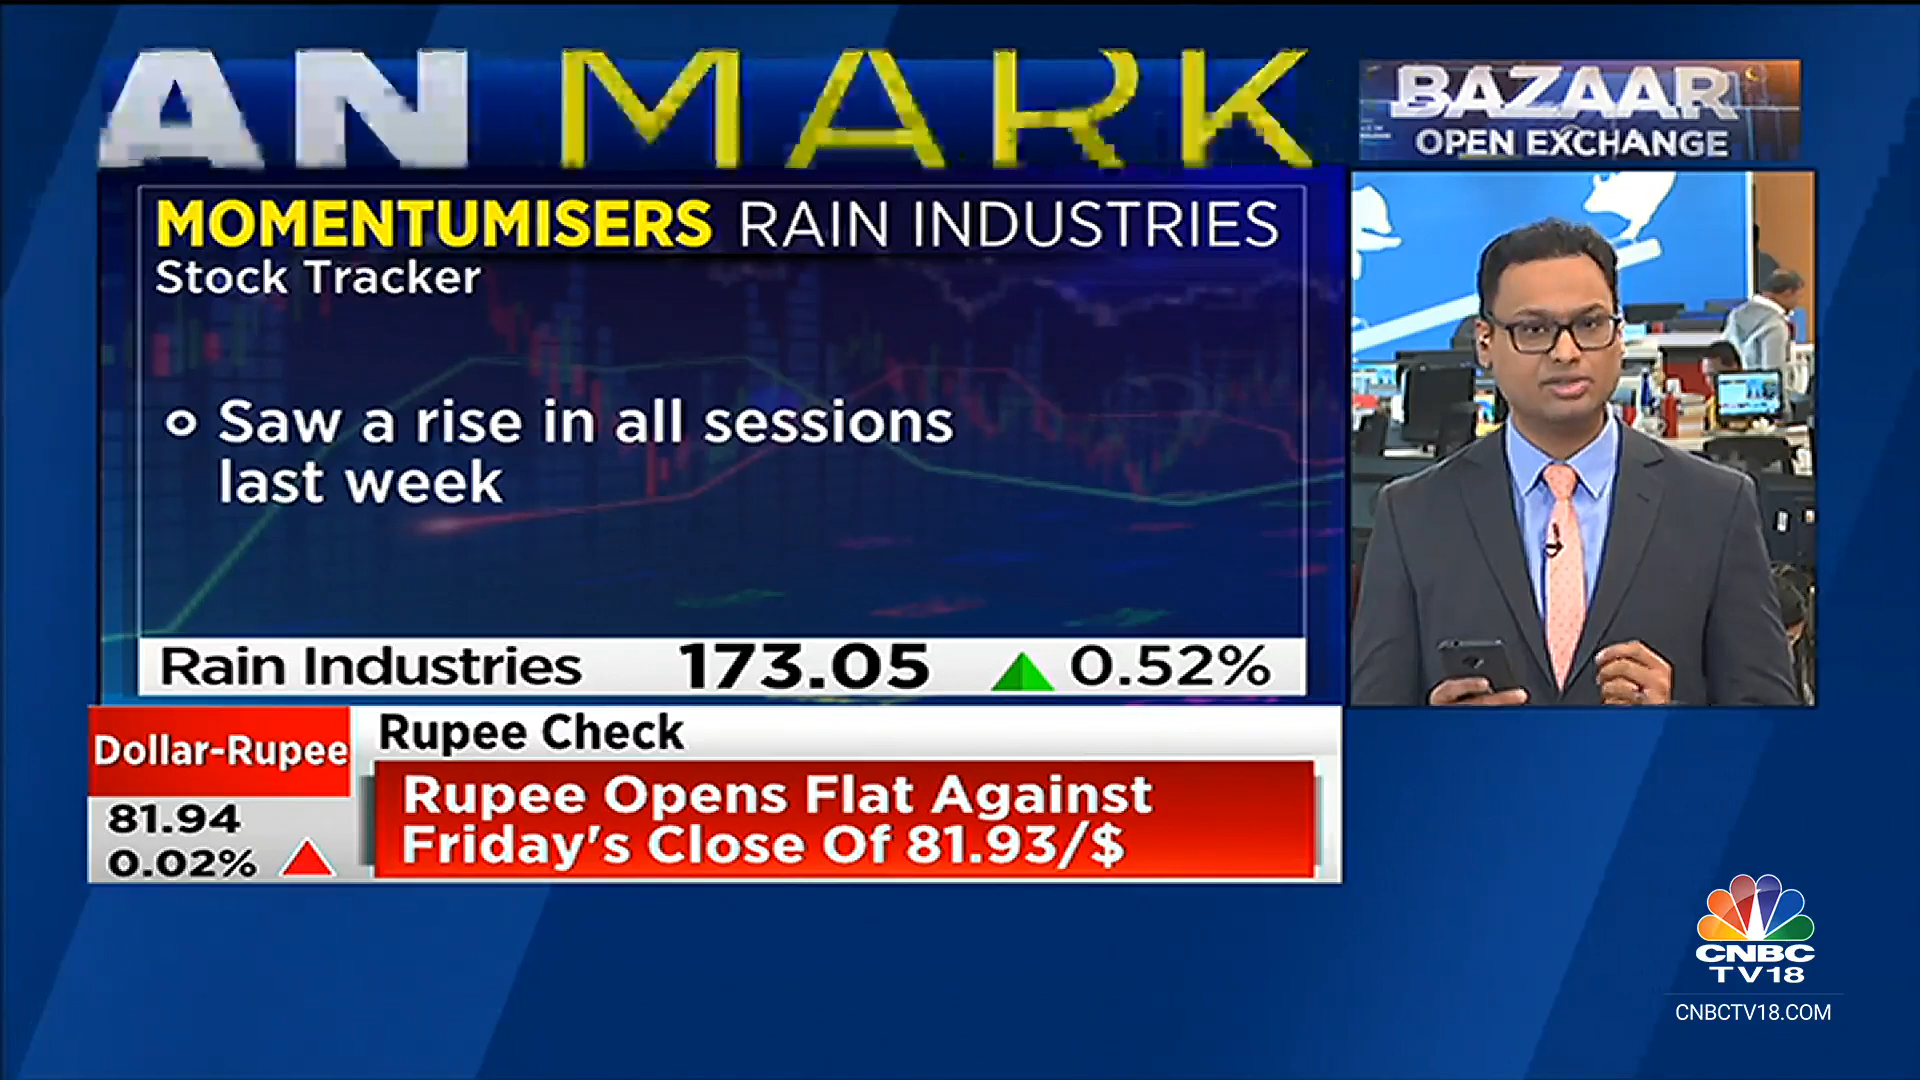 AN MARK
BAZAAR
OPEN EXCHANGE
MOMENTUMISERS RAIN INDUSTRIES
Stock Tracker
o Saw a rise in all sessions
last week
Rain Industries 173.05 0.52%
Dollar-Rupee
81.94
0.02%
Rupee Check
Rupee Opens Flat Against
Friday's Close Of 81.93/$
CNBC
TV18
CNBCTV18.COM